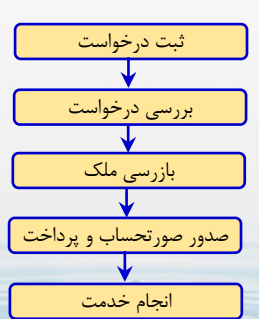 ثبت درخواست
بررسی درخواست
بازرسی ملک
صدور صورتحساب و پرداخت
انجام خدمت